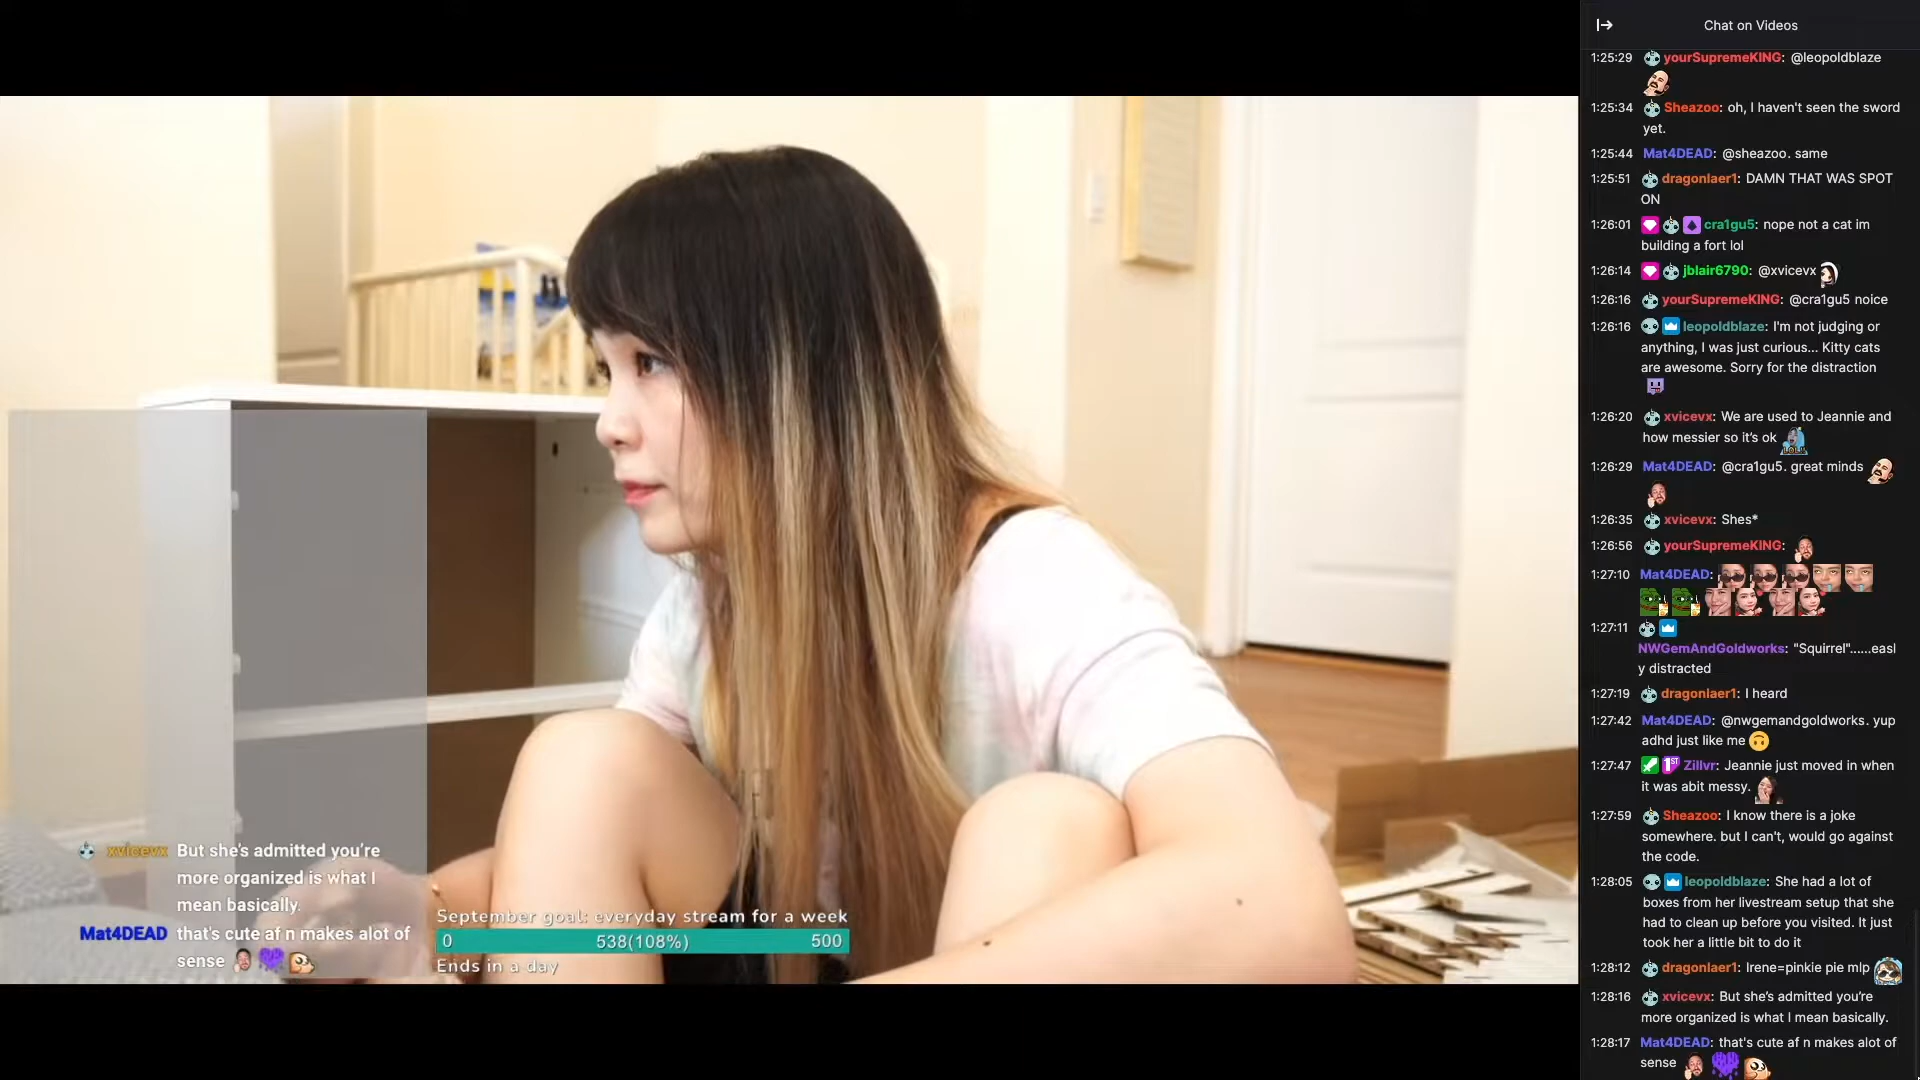 xvicevx But she's admitted you're
more organized is what I
mean basically.
Mat4DEAD that's cute af n makes alot of
sense
September goal: everyday stream for a week
0 538(108%) 500
Ends in a day
Chat on Videos
1:25:29 yourSupremeKING: @leopoldblaze
1:25:34 Sheazoo: oh, I haven't seen the sword
yet.
1:25:44 Mat4DEAD: @sheazoo. same
1:25:51 dragonlaer1: DAMN THAT WAS SPOT
ON
1:26:01 cra1gu5: nope not a cat im
building a fort lol
1:26:14 jblair6790: @xvicevx
1:26:16 yourSupremeKING: @cra1gu5 noice
1:26:16 leopoldblaze: I'm not judging or
anything, I was just curious... Kitty cats
are awesome. Sorry for the distraction
1:26:20 xvicevx: We are used to Jeannie and
how messier so it's ok
1:26:29 Mat4DEAD: @cra1gu5. great minds
1:26:35 xvicevx: Shes*
1:26:56 yourSupremeKING:
1:27:10 Mat4DEAD:
1:27:11
NWGemAndGoldworks: "Squirrel"......easl
y distracted
1:27:19 dragonlaer1: I heard
1:27:42 Mat4DEAD: @nwgemandgoldworks. yup
adhd just like me
1:27:47 1ST Zillvr: Jeannie just moved in when
it was abit messy.
1:27:59 Sheazoo: I know there is a joke
somewhere. but I can't, would go against
the code.
1:28:05 leopoldblaze: She had a lot of
boxes from her livestream setup that she
had to clean up before you visited. It just
took her a little bit to do it
1:28:12 dragonlaer1: Irene=pinkie pie mlp
1:28:16 xvicevx: But she's admitted you're
more organized is what I mean basically.
1:28:17 Mat4DEAD: that's cute af n makes alot of
sense